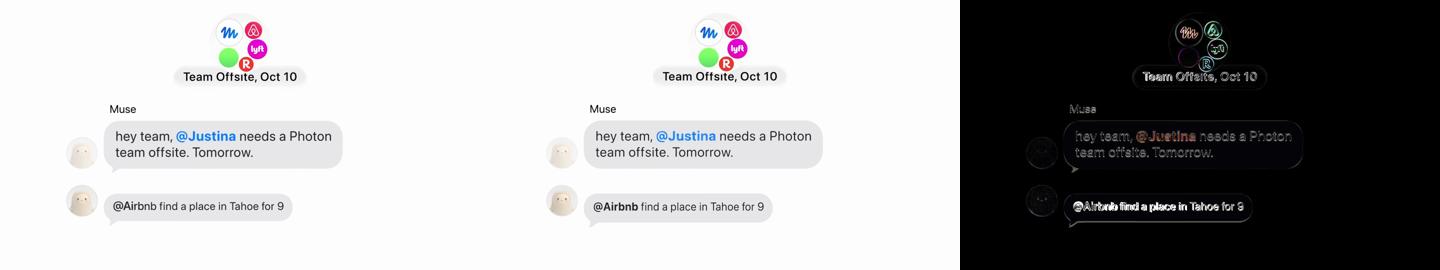 lyft
R
Team Offsite, Oct 10
Muse
hey team, @Justina needs a Photon
team offsite. Tomorrow.
@Airbnb find a place in Tahoe for 9
lyft
R
Team Offsite, Oct 10
Muse
hey team, @Justina needs a Photon
team offsite. Tomorrow.
@Airbnb find a place in Tahoe for 9
R
Team Offsite, Oct 10
Muse
hey team, @Justina needs a Photon
team offsite. Tomorrow.
@Airbnb find a place in Tahoe for 9